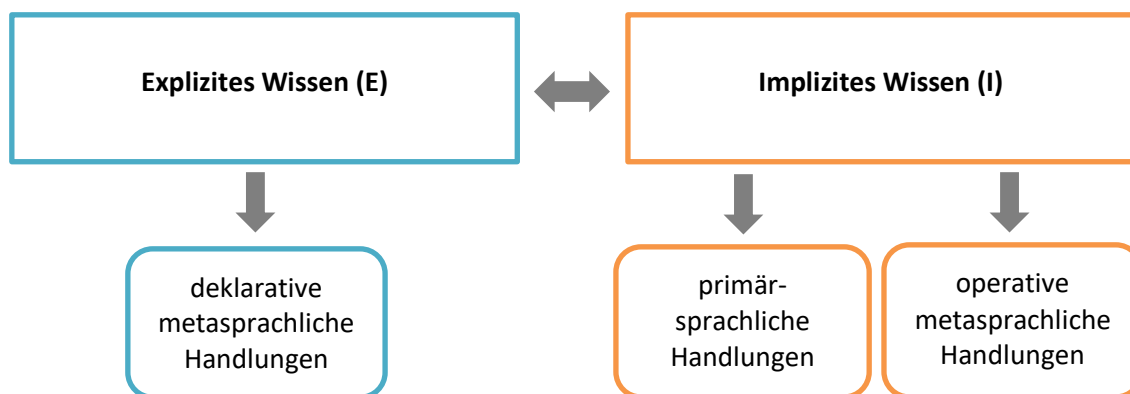 Explizites Wissen (E)
Implizites Wissen (I)
deklarative
metasprachliche
Handlungen
primär-
sprachliche
Handlungen
operative
metasprachliche
Handlungen